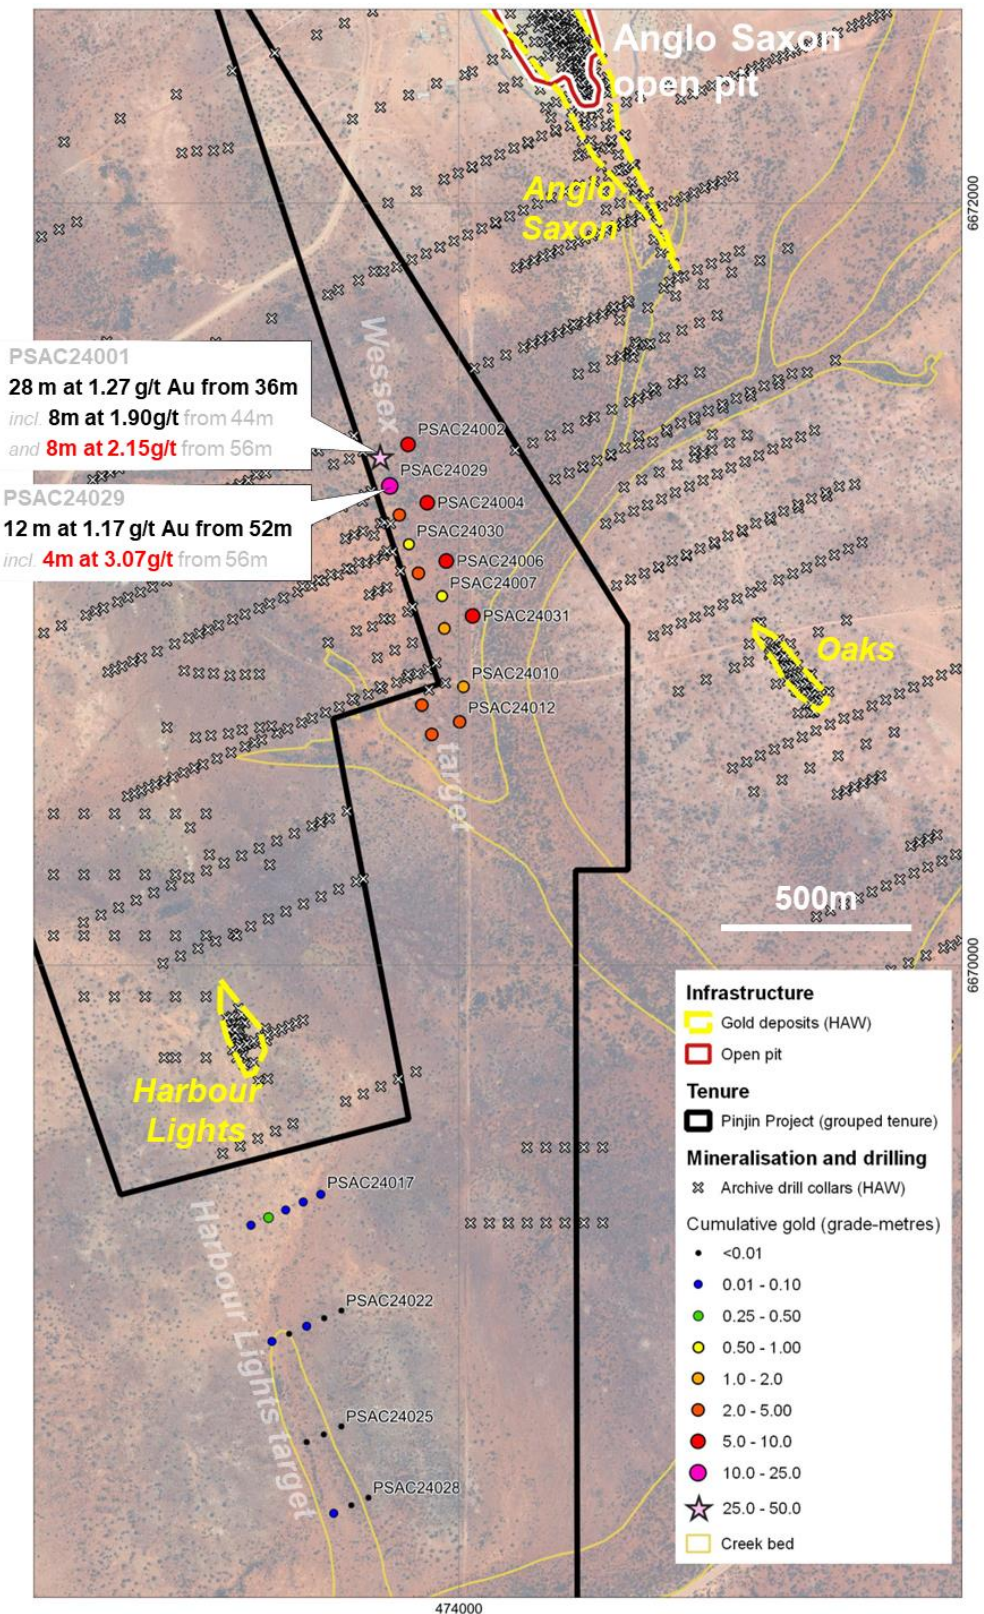 Anglo Saxon
open pit
Anglo
Saxon
6672000
Wessex
PSAC24001
28 m at 1.27 g/t Au from 36m
incl. 8m at 1.90g/t from 44m
and 8m at 2.15g/t from 56m
PSAC24002
PSAC24029
PSAC24029
12 m at 1.17 g/t Au from 52m
incl. 4m at 3.07g/t from 56m
PSAC24004
PSAC24030
PSAC24006
PSAC24007
PSAC24031
Oaks
PSAC24010
PSAC24012
target
500m
6670000
Harbour
Lights
PSAC24017
Harbour Lights target
PSAC24022
PSAC24025
PSAC24028
Infrastructure
Gold deposits (HAW)
Open pit
Tenure
Pinjin Project (grouped tenure)
Mineralisation and drilling
Archive drill collars (HAW)
Cumulative gold (grade-metres)
<0.01
0.01 - 0.10
0.25 - 0.50
0.50 - 1.00
1.0 - 2.0
2.0 - 5.00
5.0 - 10.0
10.0 - 25.0
25.0 - 50.0
Creek bed
474000